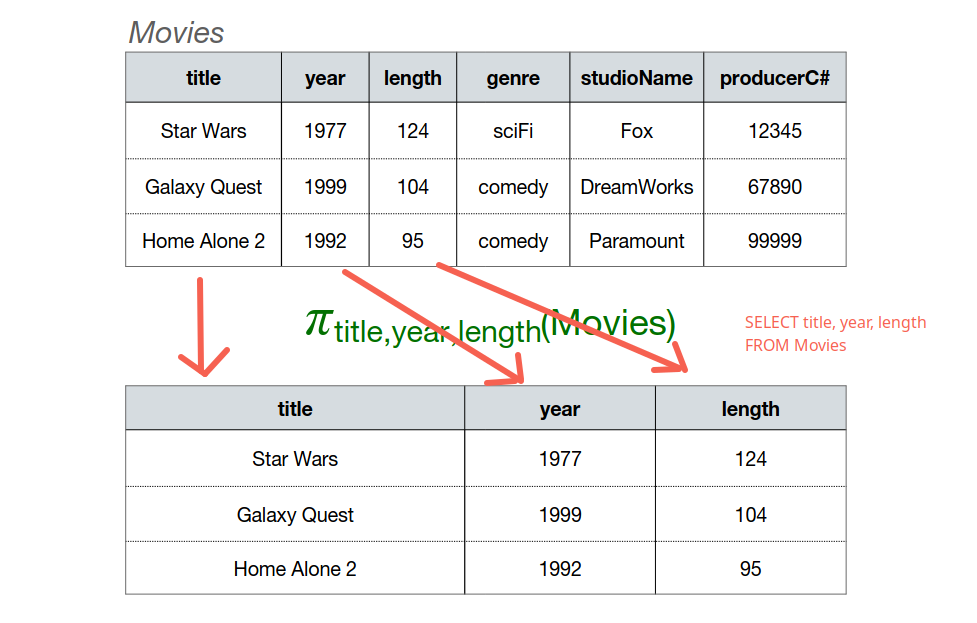 Movies
title year length genre studioName producerC#
Star Wars 1977 124 sciFi Fox 12345
Galaxy Quest 1999 104 comedy DreamWorks 67890
Home Alone 2 1992 95 comedy Paramount 99999
π title,year,length(Movies)
SELECT title, year, length
FROM Movies
title year length
Star Wars 1977 124
Galaxy Quest 1999 104
Home Alone 2 1992 95